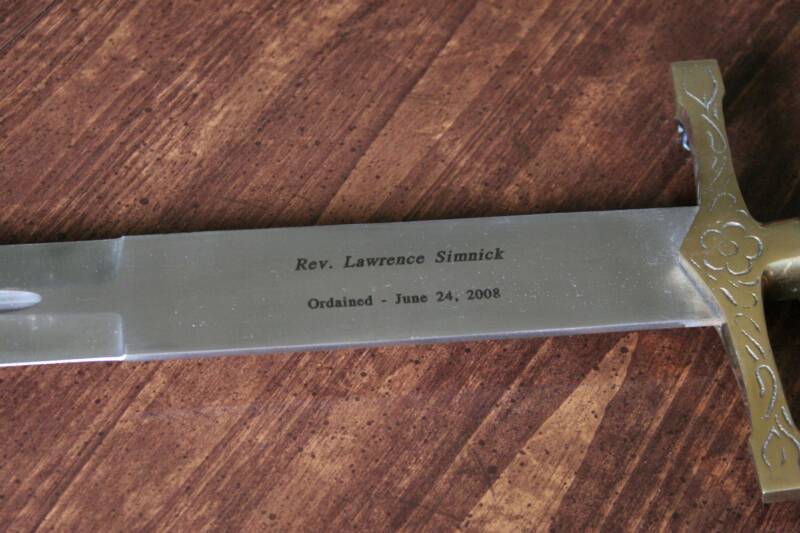 Rev. Lawrence Simnick
Ordained - June 24, 2008